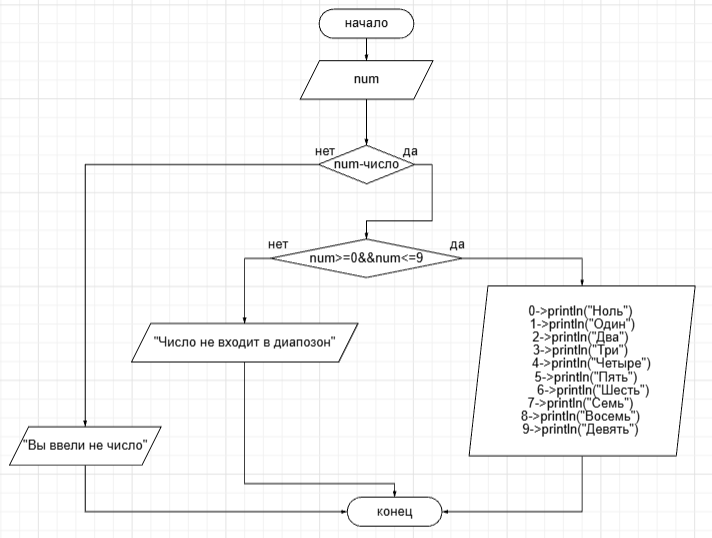 начало
num
нет
да
num-число
нет
да
num>=0&&num<=9
"Число не входит в диапозон"
0->println("Ноль")
1->println("Один")
2->println("Два")
3->println("Три")
4->println("Четыре")
5->println("Пять")
6->println("Шесть")
7->println("Семь")
8->println("Восемь")
9->println("Девять")
"Вы ввели не число"
конец